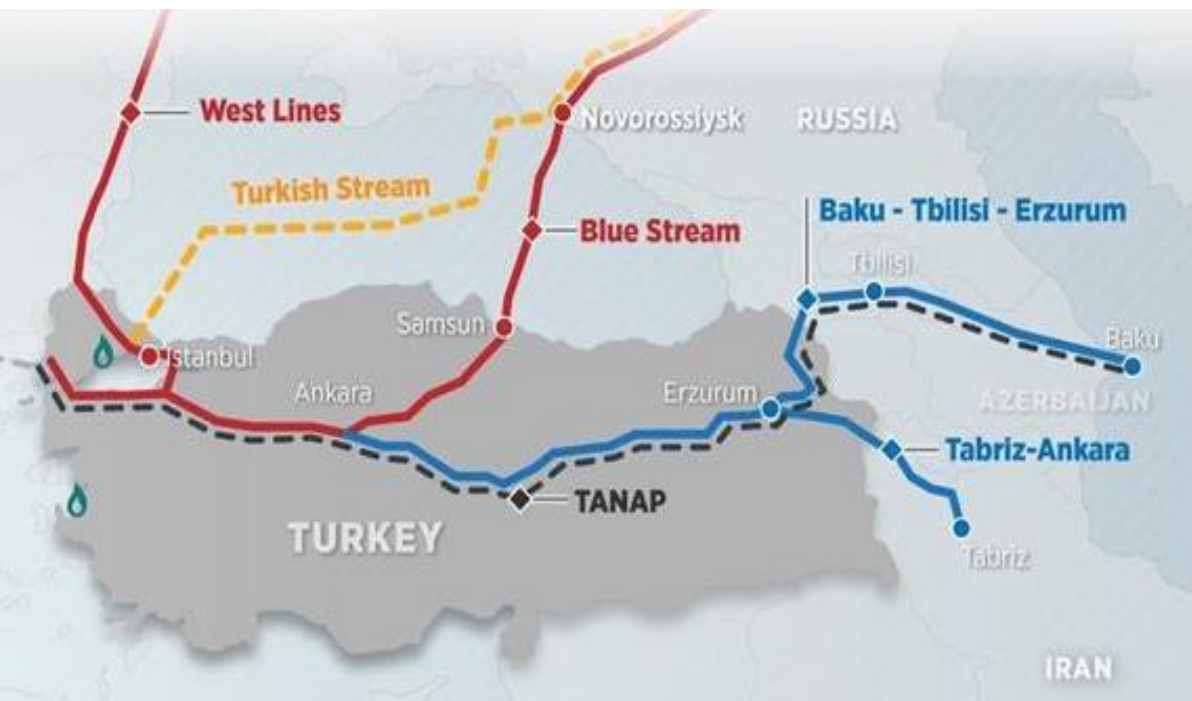 West Lines
Novorossiysk
RUSSIA
Turkish Stream
Baku - Tbilisi - Erzurum
Blue Stream
Tbilisi
Samsun
Baku
Istanbul
Ankara
Erzurum
AZERBAIJAN
Tabriz-Ankara
TANAP
TURKEY
Tabriz
IRAN